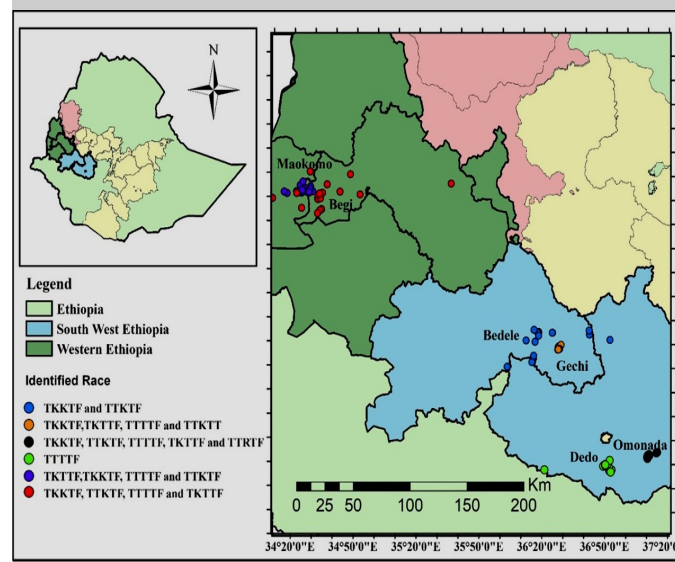 N
Legend
Ethiopia
South West Ethiopia
Western Ethiopia
Identified Race
TKKTF and TTKTF
TKKTF,TKTTF, TTTTF and TTKTT
TKKTF, TTKTF, TTTTF, TKTTF and TTRTF
TTTTF
TKTTF,TKKTF, TTTTF and TTKTF
TKKTF, TTKTF, TTTTF and TKTTF
Maokomo
Begi
Bedele
Gechi
Omonada
Dedo
Km
0 25 50 100 150 200
34°20'0"E 34°50'0"E 35°20'0"E 35°50'0"E 36°20'0"E 36°50'0"E 37°20